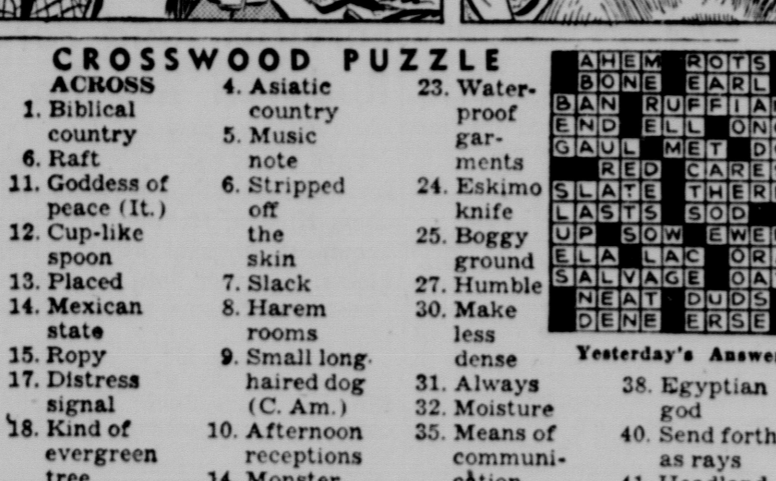 CROSSWOOD PUZZLE
ACROSS
1. Biblical
country
6. Raft
11. Goddess of
peace (It.)
12. Cup-like
spoon
13. Placed
14. Mexican
state
15. Ropy
17. Distress
signal
18. Kind of
evergreen
tree
4. Asiatic
country
5. Music
note
6. Stripped
off
the
skin
7. Slack
8. Harem
rooms
9. Small long-
haired dog
(C. Am.)
10. Afternoon
receptions
14. Monster
23. Water-
proof
gar-
ments
24. Eskimo
knife
25. Boggy
ground
27. Humble
30. Make
less
dense
31. Always
32. Moisture
35. Means of
communi-
cation
AHEM ROTS
BONE EARL
BAN RUFFIA
END ELL ON
GAUL MET D
RED CARE
SLATE THER
LASTS SOD
UP SOW EWE
ELA LAC OR
SALVAGE OA
NEAT DUDS
DENE ERSE
Yesterday's Answe
38. Egyptian
god
40. Send forth
as rays
41. Headland